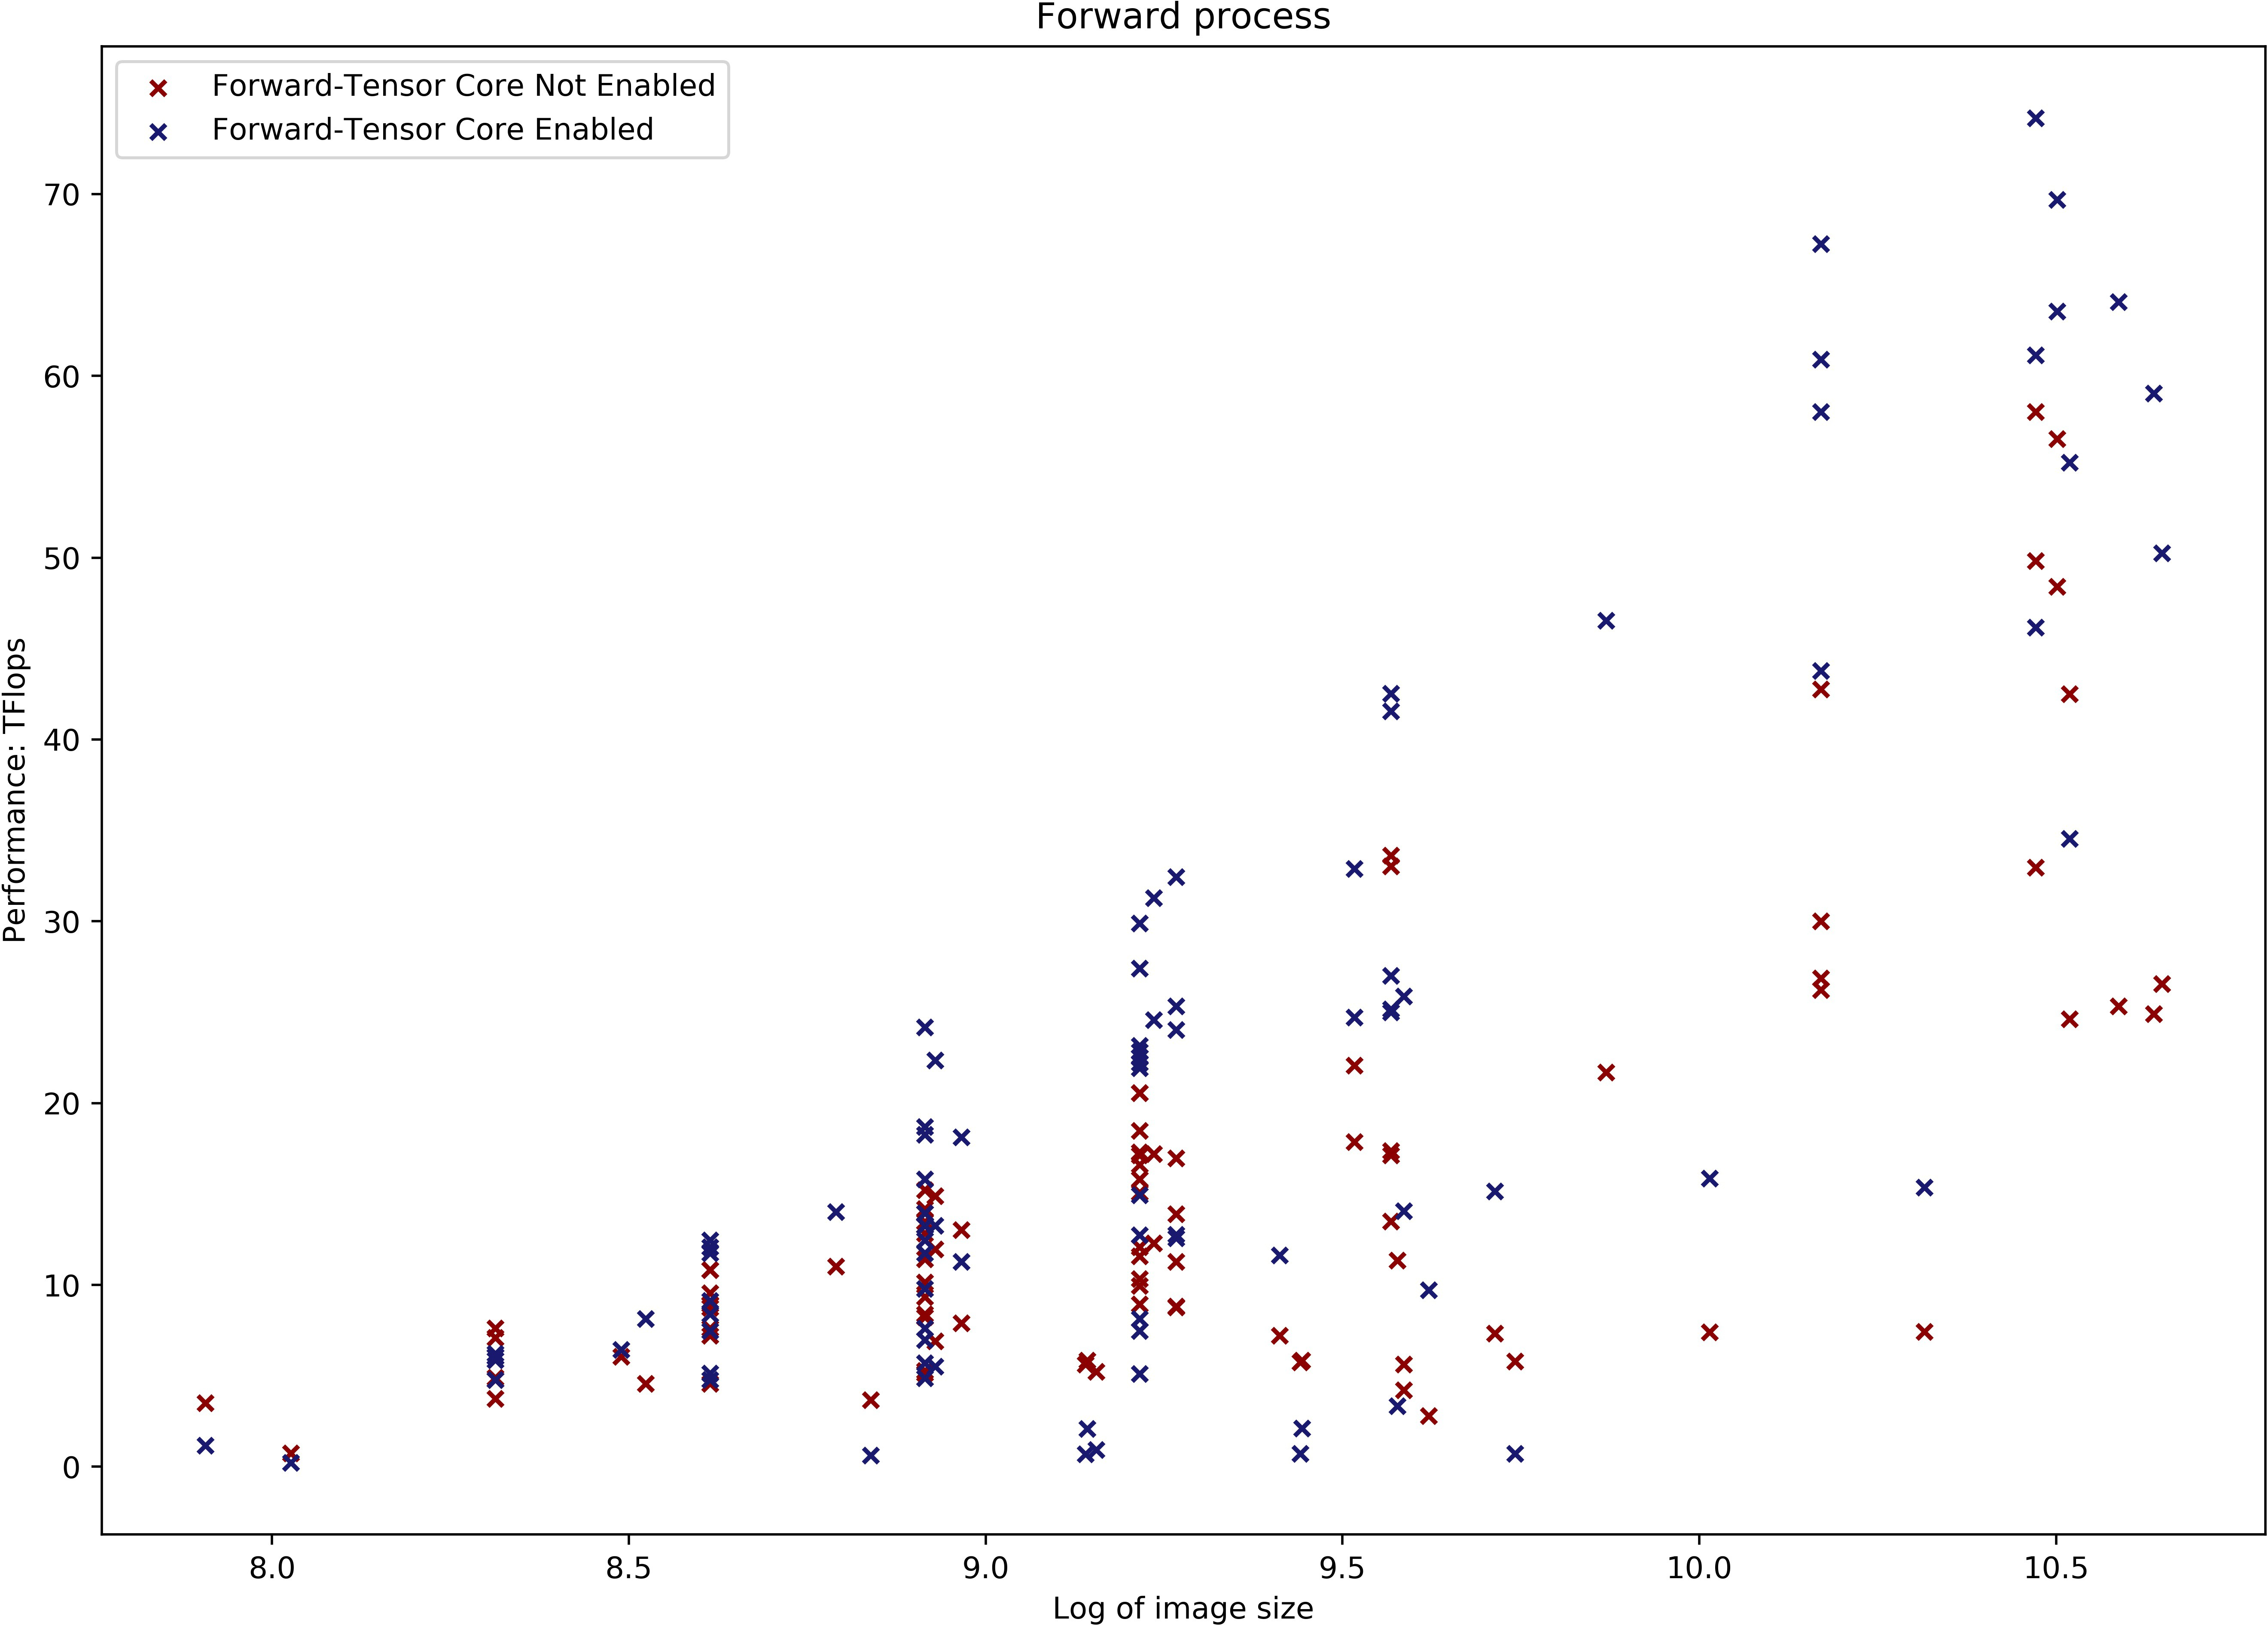 Forward process
Forward-Tensor Core Not Enabled
Forward-Tensor Core Enabled
Performance: TFlops
70
60
50
40
30
20
10
0
8.0 8.5 9.0 9.5 10.0 10.5
Log of image size